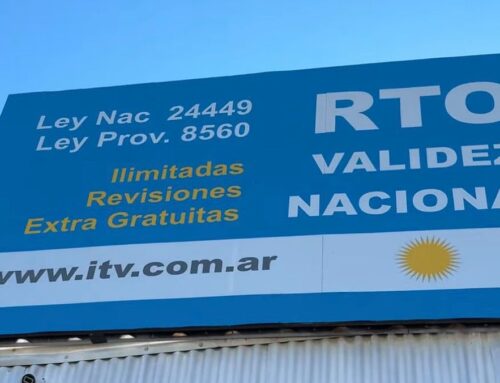 Ley Nac 24449
Ley Prov. 8560
Ilimitadas
Revisiones
Extra Gratuitas
www.itv.com.ar
RTO
VALIDEZ
NACIONA